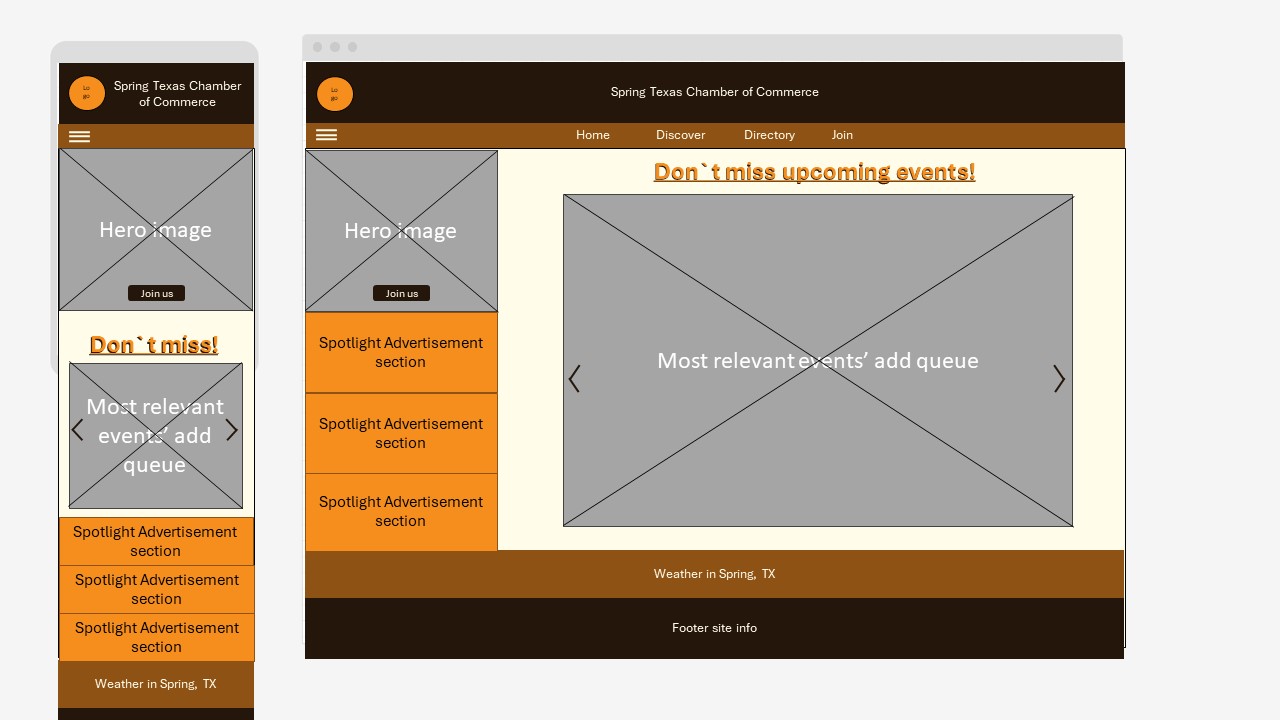 Lo
go
Spring Texas Chamber
of Commerce
Hero image
Join us
Don`t miss!
Most relevant
events’ add
queue
Spotlight Advertisement
section
Spotlight Advertisement
section
Spotlight Advertisement
section
Weather in Spring, TX
Lo
go
Spring Texas Chamber of Commerce
Home Discover Directory Join
Hero image
Join us
Don`t miss upcoming events!
Most relevant events’ add queue
Spotlight Advertisement
section
Spotlight Advertisement
section
Spotlight Advertisement
section
Weather in Spring, TX
Footer site info